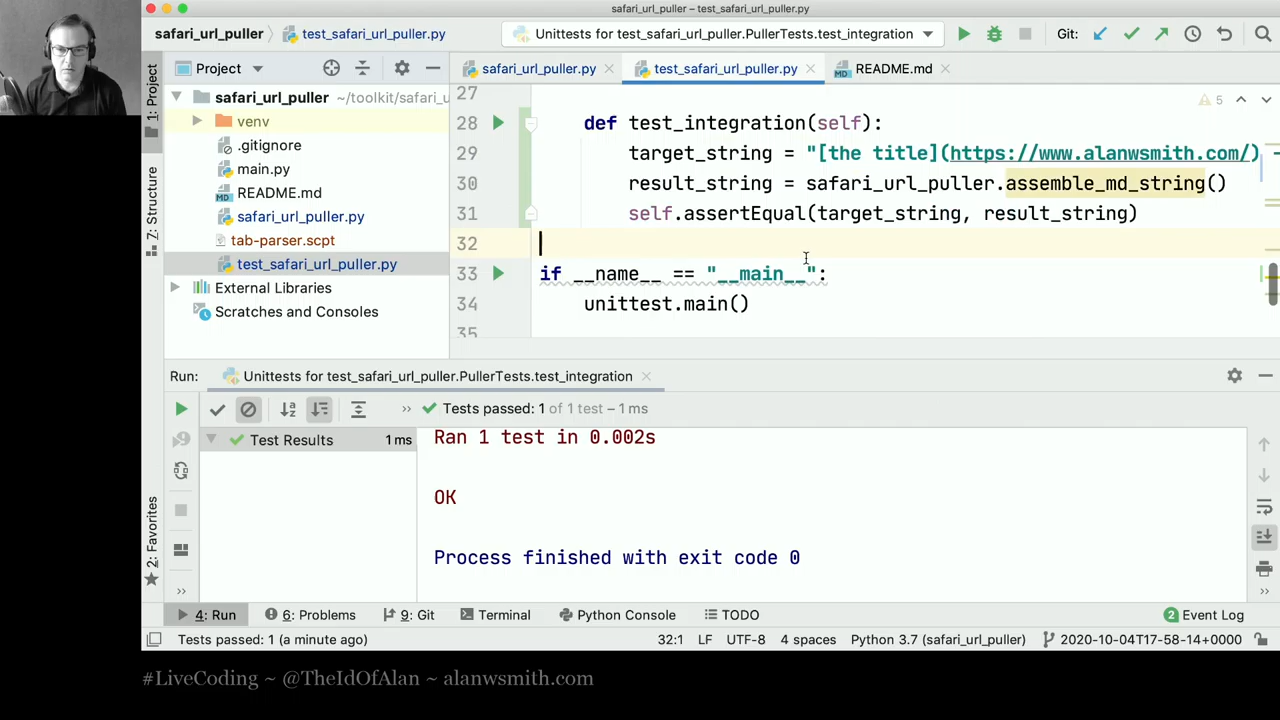 safari_url_puller – test_safari_url_puller.py
safari_url_puller
test_safari_url_puller.py
Unittests for test_safari_url_puller.PullerTests.test_integration
Git:
Project
safari_url_puller.py
test_safari_url_puller.py
README.md
1: Project
7: Structure
2: Favorites
safari_url_puller ~/toolkit/safari_u
venv
.gitignore
main.py
README.md
safari_url_puller.py
tab-parser.scpt
test_safari_url_puller.py
External Libraries
Scratches and Consoles
5
27
28 def test_integration(self):
29 target_string = "[the title](https://www.alanwsmith.com/) -
30 result_string = safari_url_puller.assemble_md_string()
31 self.assertEqual(target_string, result_string)
32
33 if __name__ == "__main__":
34 unittest.main()
35
Run: Unittests for test_safari_url_puller.PullerTests.test_integration
Tests passed: 1 of 1 test – 1 ms
Test Results 1 ms
Ran 1 test in 0.002s
OK
Process finished with exit code 0
4: Run 6: Problems 9: Git Terminal Python Console TODO 2 Event Log
Tests passed: 1 (a minute ago) 32:1 LF UTF-8 4 spaces Python 3.7 (safari_url_puller) 2020-10-04T17-58-14+0000
#LiveCoding ~ @TheIdOfAlan ~ alanwsmith.com